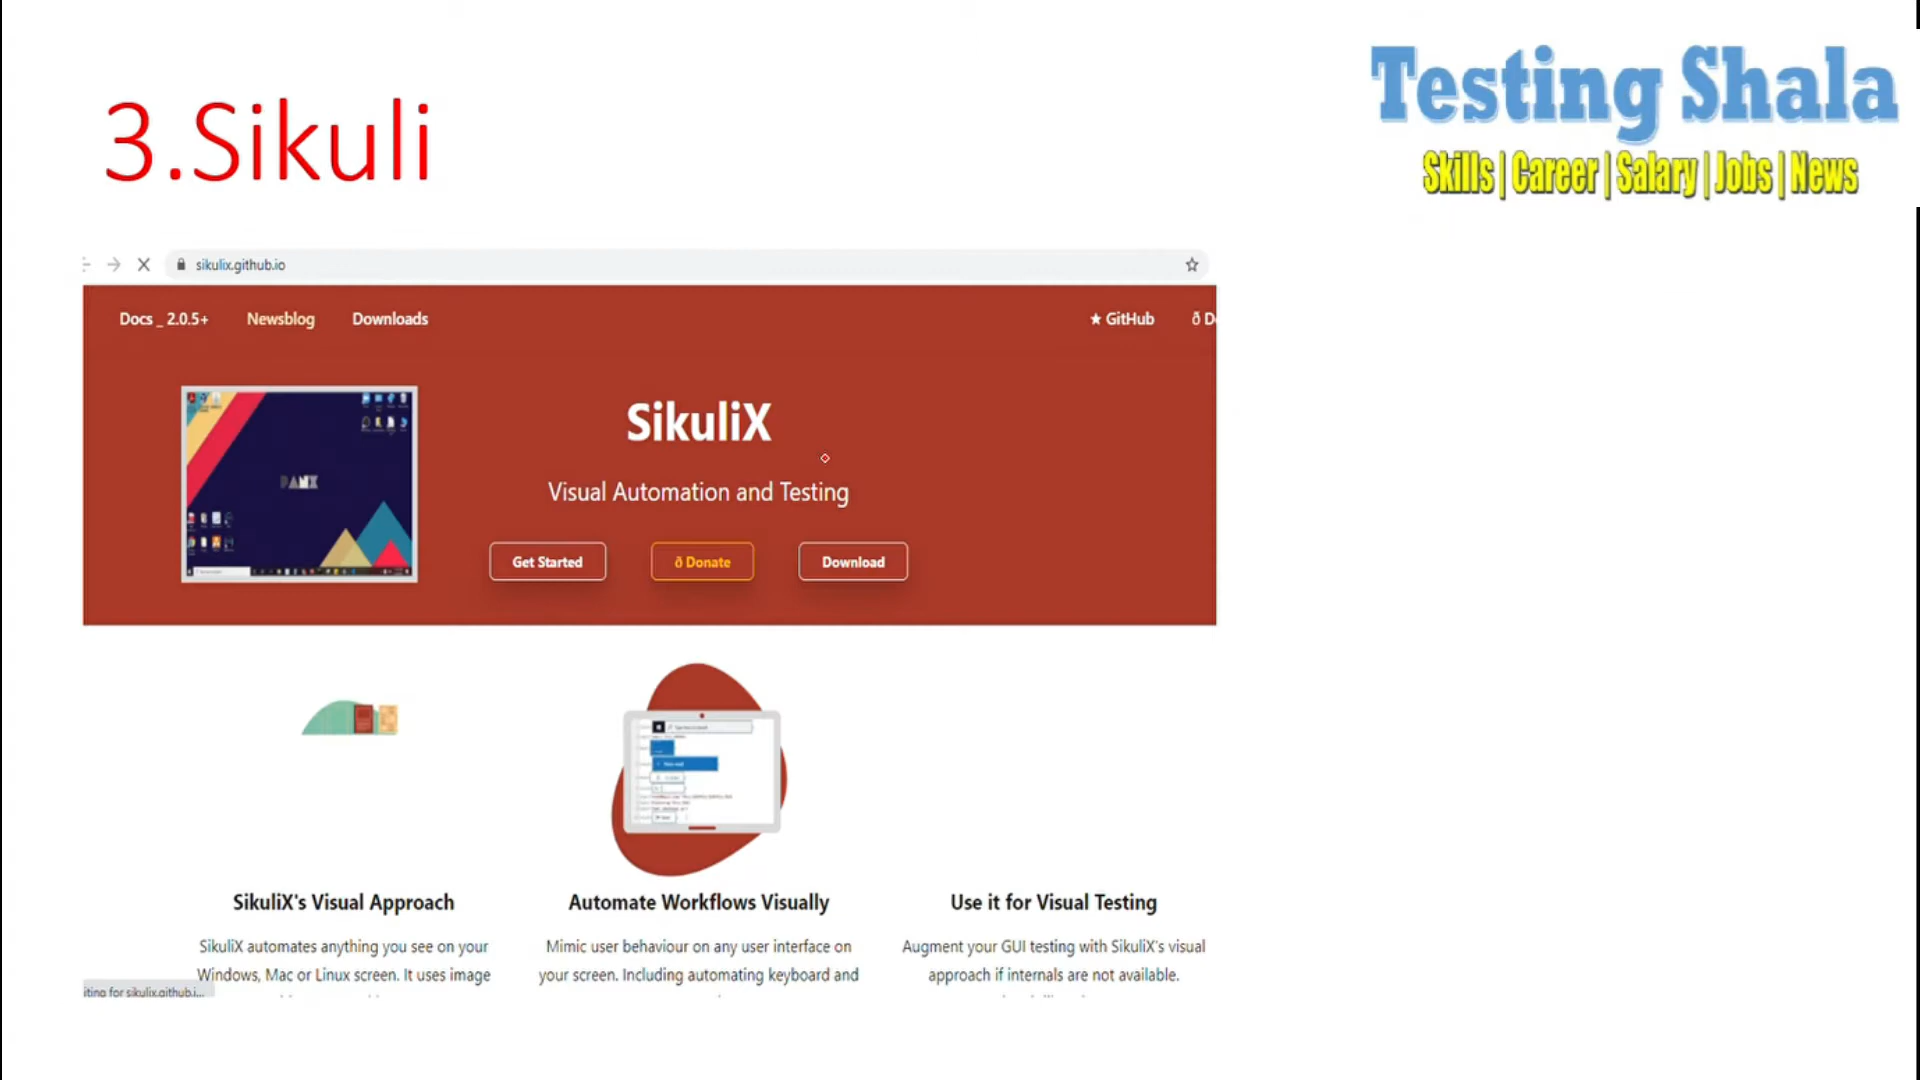 Testing Shala
Skills | Career | Salary | Jobs | News
3.Sikuli
sikulix.github.io
Docs _ 2.0.5+ Newsblog Downloads ★ GitHub ð D
SikuliX
Visual Automation and Testing
Get Started ð Donate Download
SikuliX's Visual Approach
SikuliX automates anything you see on your
Windows, Mac or Linux screen. It uses image
Automate Workflows Visually
Mimic user behaviour on any user interface on
your screen. Including automating keyboard and
Use it for Visual Testing
Augment your GUI testing with SikuliX's visual
approach if internals are not available.
iting for sikulix.github.i...